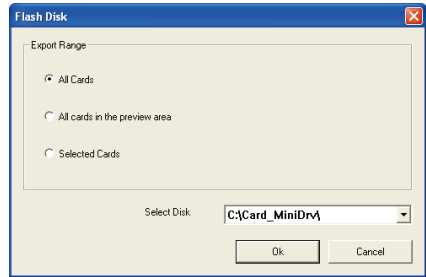 Flash Disk
Export Range
All Cards
All cards in the preview area
Selected Cards
Select Disk C:\Card_MiniDrv\
Ok Cancel